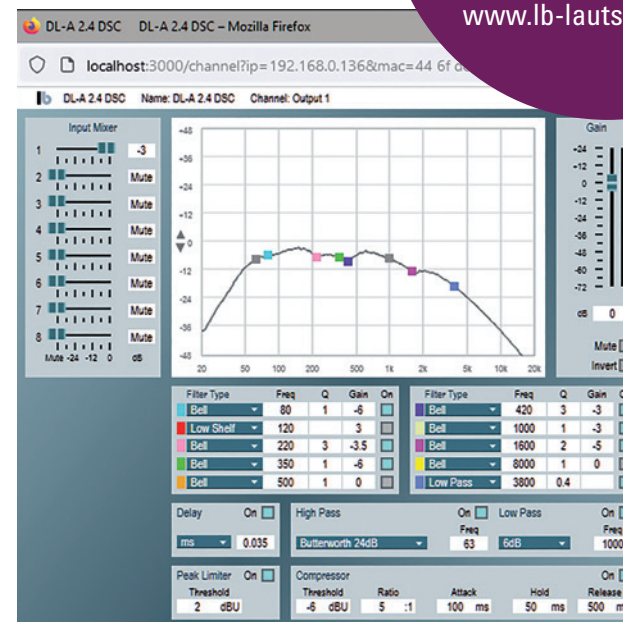 www.lb-lauts
DL-A 2.4 DSC DL-A 2.4 DSC – Mozilla Firefox
localhost:3000/channel?ip=192.168.0.136&mac=44 6f
lb DL-A 2.4 DSC Name: DL-A 2.4 DSC Channel: Output 1
Input Mixer
1 -3
2 Mute
3 Mute
4 Mute
5 Mute
6 Mute
7 Mute
8 Mute
Mute -24 -12 0 dB
+48
+36
+24
+12
0
-12
-24
-36
-48
20 50 100 200 500 1k 2k 5k 10k 20k
Gain
+24
+12
0
-12
-24
-36
-48
-60
-72
dB 0
Mute
Invert
Filter Type Freq Q Gain On
Bell 80 1 -6
Low Shelf 120 3
Bell 220 3 -3.5
Bell 350 1 -6
Bell 500 1 0
Filter Type Freq Q Gain
Bell 420 3 -3
Bell 1000 1 -3
Bell 1600 2 -5
Bell 8000 1 0
Low Pass 3800 0.4
Delay On
ms 0.035
High Pass On
Freq
Butterworth 24dB 63
Low Pass On
Freq
6dB 1000
Peak Limiter On
Threshold
2 dBU
Compressor On
Threshold Ratio Attack Hold Release
-6 dBU 5 :1 100 ms 50 ms 500 m